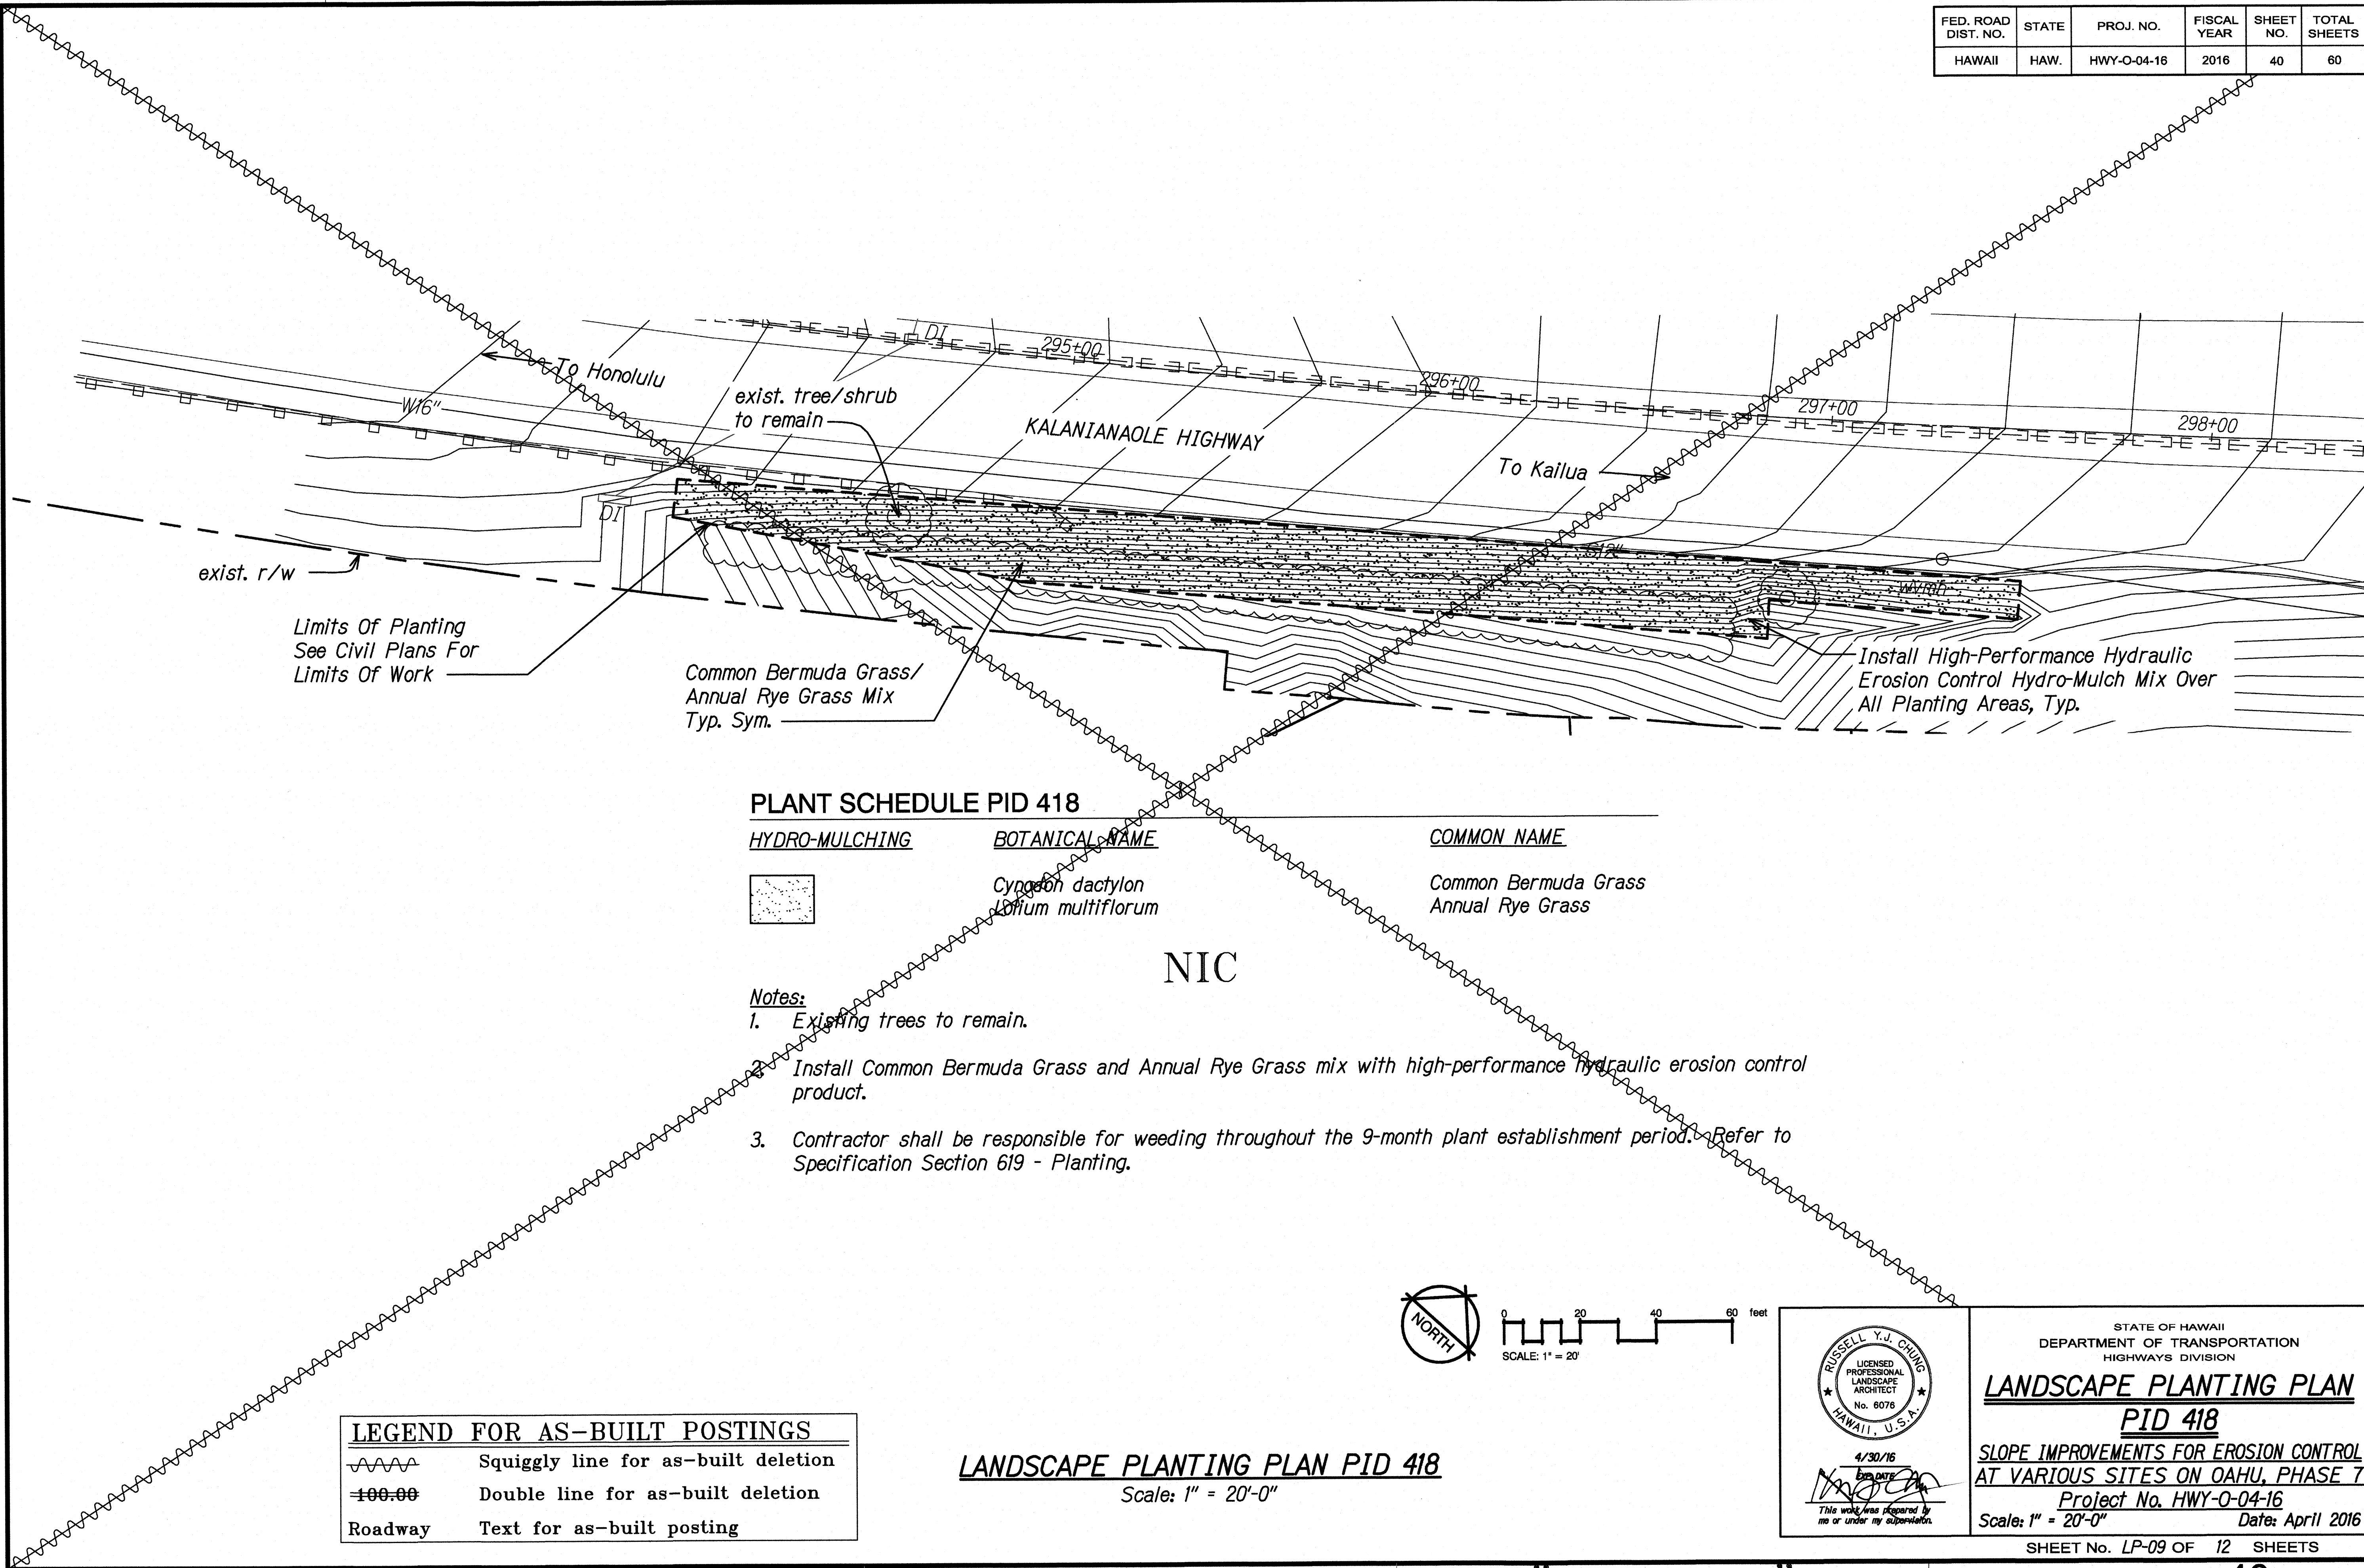 FED. ROAD DIST. NO. STATE PROJ. NO. FISCAL YEAR SHEET NO. TOTAL SHEETS
HAWAII HAW. HWY-O-04-16 2016 40 60
DI
295+00
To Honolulu
296+00
exist. tree/shrub
to remain
W16"
297+00
KALANIANAOLE HIGHWAY
298+00
To Kailua
DI
exist. r/w
Limits Of Planting
See Civil Plans For
Limits Of Work
Common Bermuda Grass/
Annual Rye Grass Mix
Typ. Sym.
Install High-Performance Hydraulic
Erosion Control Hydro-Mulch Mix Over
All Planting Areas, Typ.
PLANT SCHEDULE PID 418
HYDRO-MULCHING BOTANICAL NAME COMMON NAME
Cynodon dactylon Common Bermuda Grass
Lolium multiflorum Annual Rye Grass
NIC
Notes:
1. Existing trees to remain.
2. Install Common Bermuda Grass and Annual Rye Grass mix with high-performance hydraulic erosion control
product.
3. Contractor shall be responsible for weeding throughout the 9-month plant establishment period. Refer to
Specification Section 619 - Planting.
NORTH
0 20 40 60 feet
SCALE: 1" = 20'
LEGEND FOR AS-BUILT POSTINGS
Squiggly line for as-built deletion
100.00 Double line for as-built deletion
Roadway Text for as-built posting
LANDSCAPE PLANTING PLAN PID 418
Scale: 1" = 20'-0"
RUSSELL Y.J. CHUNG
LICENSED
PROFESSIONAL
LANDSCAPE
ARCHITECT
No. 6076
HAWAII, U.S.A.
4/30/16
EXP. DATE
This work was prepared by
me or under my supervision.
STATE OF HAWAII
DEPARTMENT OF TRANSPORTATION
HIGHWAYS DIVISION
LANDSCAPE PLANTING PLAN
PID 418
SLOPE IMPROVEMENTS FOR EROSION CONTROL
AT VARIOUS SITES ON OAHU, PHASE 7
Project No. HWY-O-04-16
Scale: 1" = 20'-0" Date: April 2016
SHEET No. LP-09 OF 12 SHEETS